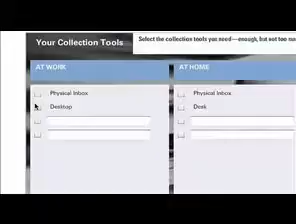 Your Collection Tools
Select the collection tools you need—enough, but not too
AT WORK
AT HOME
Physical Inbox
Physical Inbox
Desktop
Desk